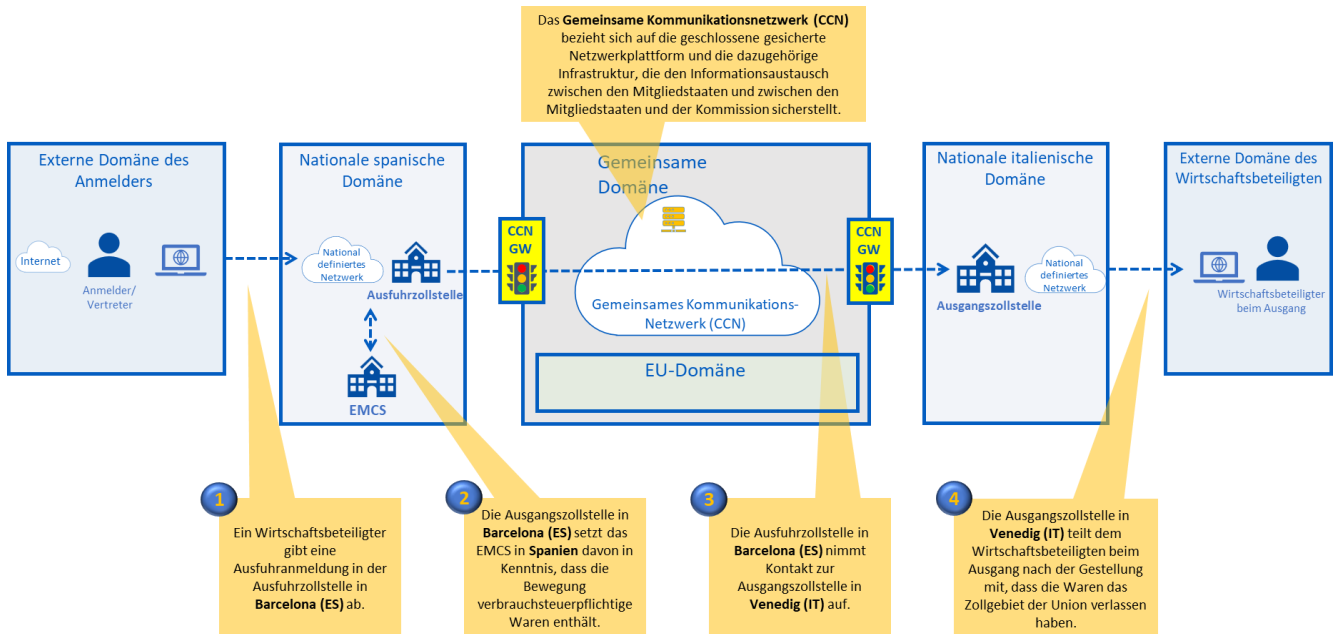 Das Gemeinsame Kommunikationsnetzwerk (CCN)
bezieht sich auf die geschlossene gesicherte
Netzwerkplattform und die dazugehörige
Infrastruktur, die den Informationsaustausch
zwischen den Mitgliedstaaten und zwischen den
Mitgliedstaaten und der Kommission sicherstellt.
Externe Domäne des
Anmelders
Internet
Anmelder/
Vertreter
Nationale spanische
Domäne
National
definiertes
Netzwerk
Ausfuhrzollstelle
EMCS
Gemeinsame
Domäne
CCN
GW
Gemeinsames Kommunikations-
Netzwerk (CCN)
CCN
GW
EU-Domäne
Nationale italienische
Domäne
Ausgangszollstelle
National
definiertes
Netzwerk
Externe Domäne des
Wirtschaftsbeteiligten
Wirtschaftsbeteiligter
beim Ausgang
1
Ein Wirtschaftsbeteiligter
gibt eine
Ausfuhranmeldung in der
Ausfuhrzollstelle in
Barcelona (ES) ab.
2
Die Ausgangszollstelle in
Barcelona (ES) setzt das
EMCS in Spanien davon in
Kenntnis, dass die
Bewegung
verbrauchsteuerpflichtige
Waren enthält.
3
Die Ausfuhrzollstelle in
Barcelona (ES) nimmt
Kontakt zur
Ausgangszollstelle in
Venedig (IT) auf.
4
Die Ausgangszollstelle in
Venedig (IT) teilt dem
Wirtschaftsbeteiligten beim
Ausgang nach der Gestellung
mit, dass die Waren das
Zollgebiet der Union verlassen
haben.